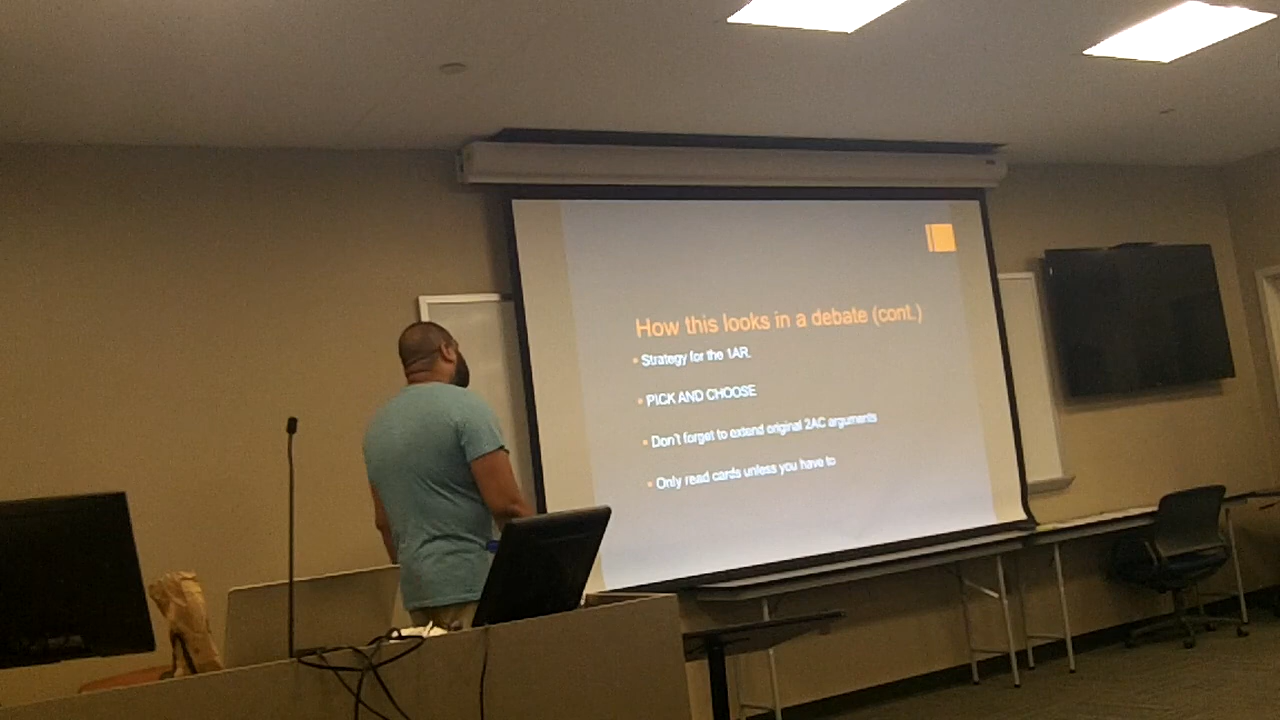 How this looks in a debate (cont.)
Strategy for the 1AR.
PICK AND CHOOSE
Don't forget to extend original 2AC arguments
Only read cards unless you have to